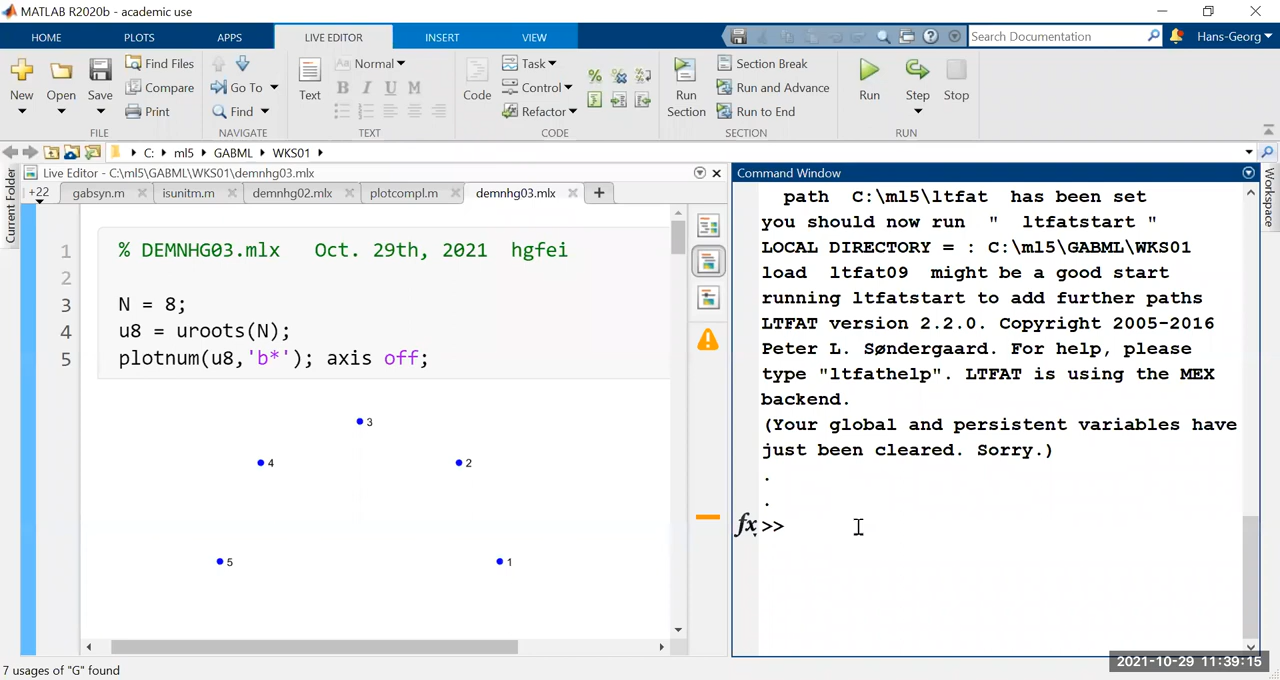 MATLAB R2020b - academic use
HOME PLOTS APPS LIVE EDITOR INSERT VIEW Search Documentation Hans-Georg
New Open Save Find Files Compare Print
Go To Find
Text Aa Normal B I U M
Code Task Control Refactor
Run Section Section Break Run and Advance Run to End
Run Step Stop
FILE NAVIGATE TEXT CODE SECTION RUN
C: ml5 GABML WKS01
Current Folder
Live Editor - C:\ml5\GABML\WKS01\demnhg03.mlx
+22 gabsyn.m isunitm.m demnhg02.mlx plotcompl.m demnhg03.mlx
1 % DEMNHG03.mlx Oct. 29th, 2021 hgfei
2
3 N = 8;
4 u8 = uroots(N);
5 plotnum(u8,'b*'); axis off;
3
4 2
5 1
Command Window
Workspace
path C:\ml5\ltfat has been set
you should now run " ltfatstart "
LOCAL DIRECTORY = : C:\ml5\GABML\WKS01
load ltfat09 might be a good start
running ltfatstart to add further paths
LTFAT version 2.2.0. Copyright 2005-2016
Peter L. Søndergaard. For help, please
type "ltfathelp". LTFAT is using the MEX
backend.
(Your global and persistent variables have
just been cleared. Sorry.)
.
.
fx >>
7 usages of "G" found
2021-10-29 11:39:15